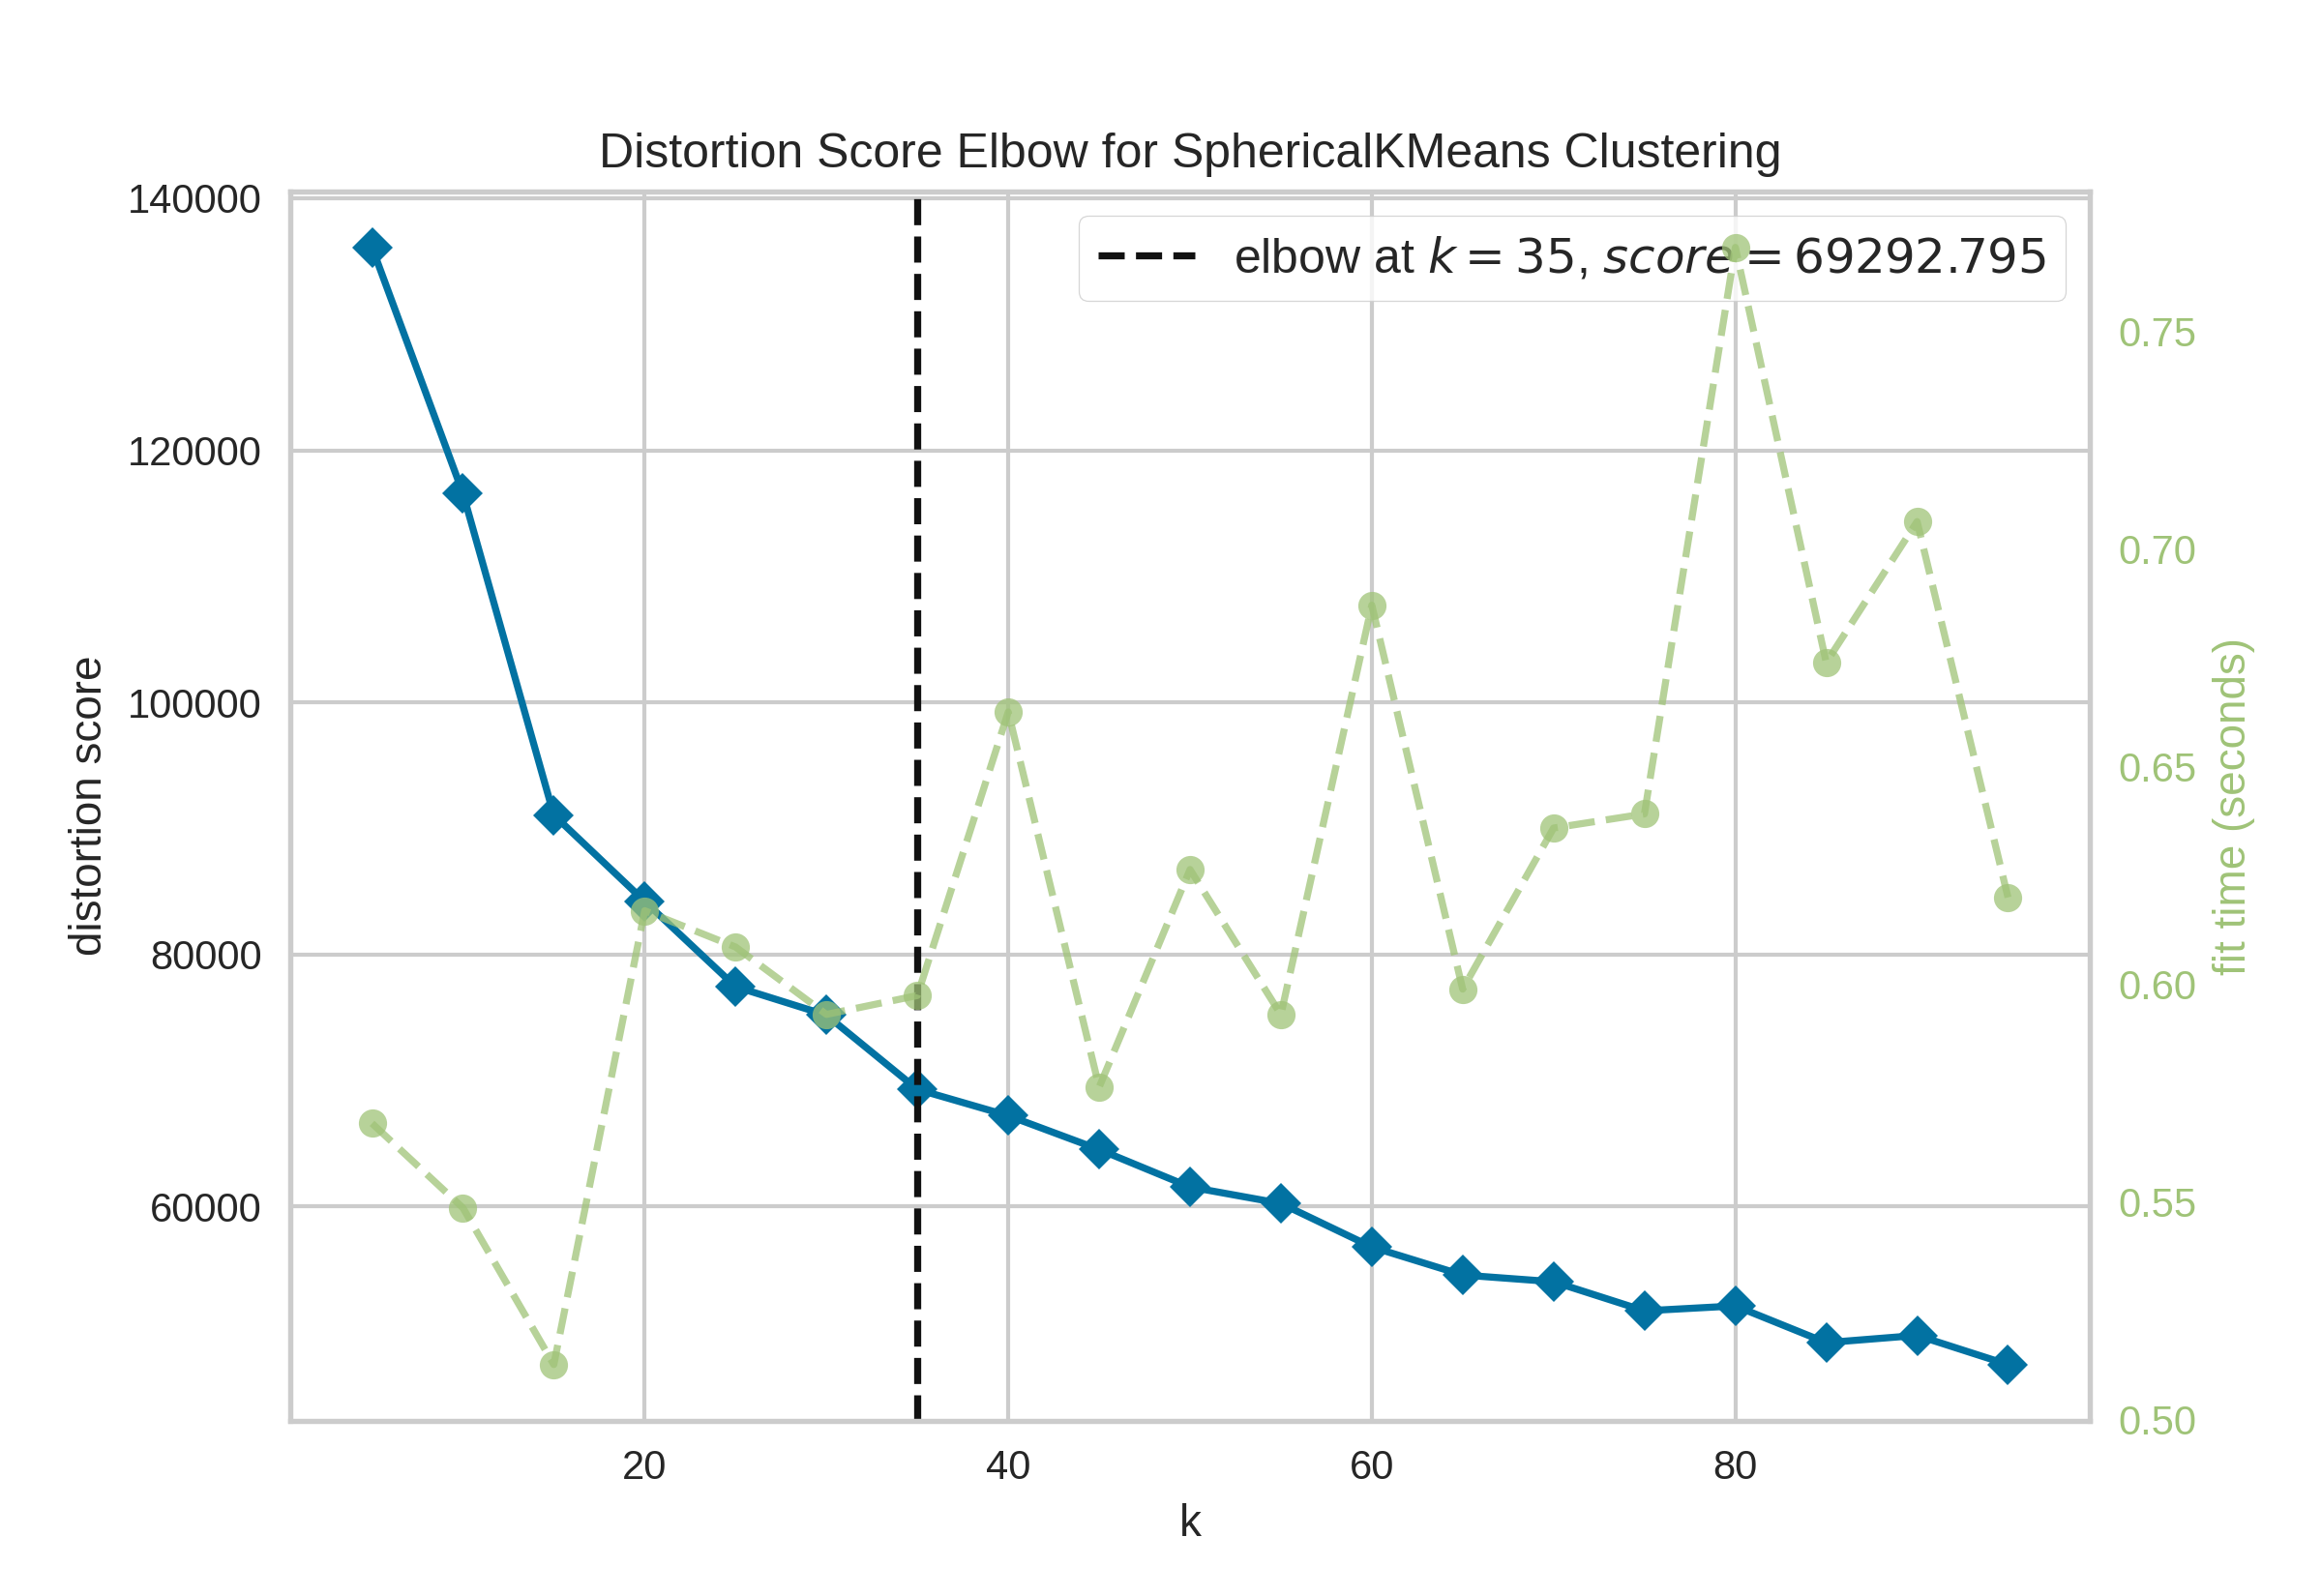 Distortion Score Elbow for SphericalKMeans Clustering
elbow at k = 35, score = 69292.795
140000
120000
100000
80000
60000
distortion score
0.75
0.70
0.65
0.60
0.55
0.50
fit time (seconds)
20 40 60 80
k